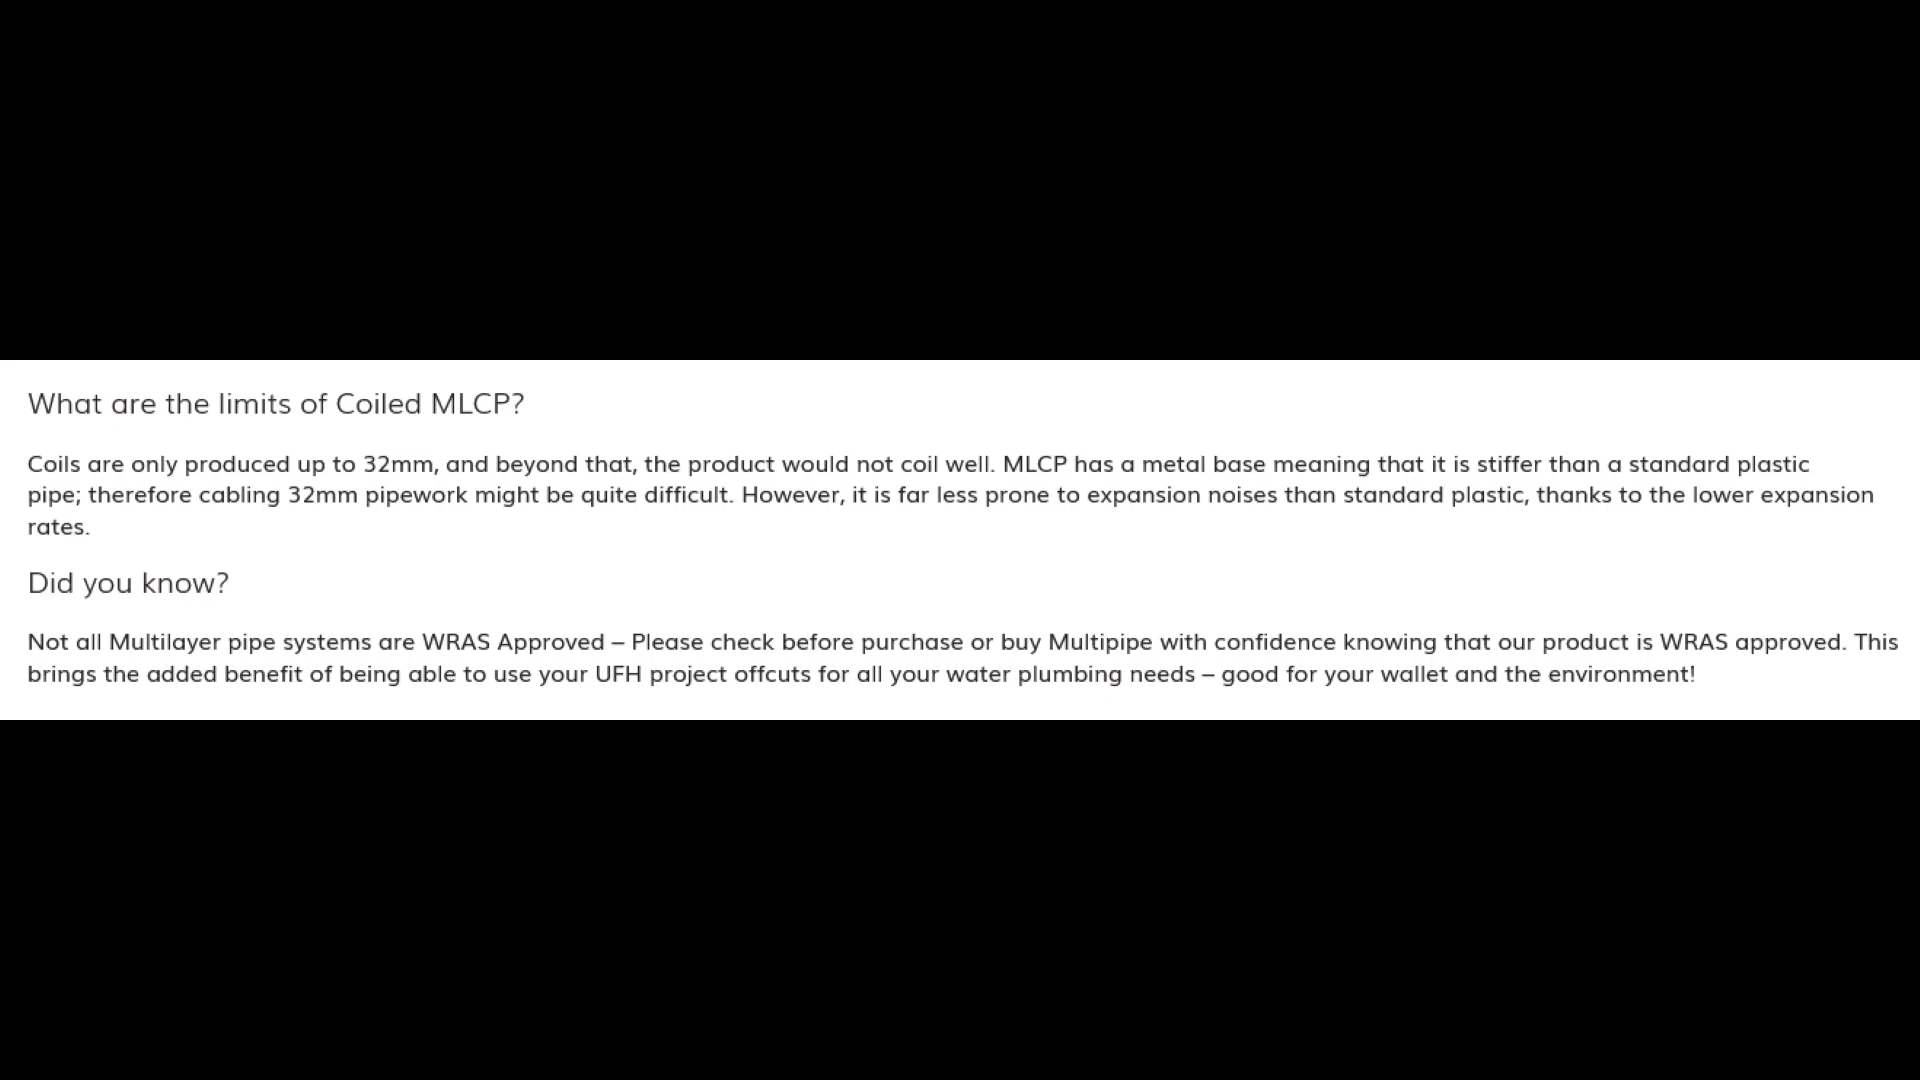 What are the limits of Coiled MLCP?
Coils are only produced up to 32mm, and beyond that, the product would not coil well. MLCP has a metal base meaning that it is stiffer than a standard plastic
pipe; therefore cabling 32mm pipework might be quite difficult. However, it is far less prone to expansion noises than standard plastic, thanks to the lower expansion
rates.
Did you know?
Not all Multilayer pipe systems are WRAS Approved – Please check before purchase or buy Multipipe with confidence knowing that our product is WRAS approved. This
brings the added benefit of being able to use your UFH project offcuts for all your water plumbing needs – good for your wallet and the environment!